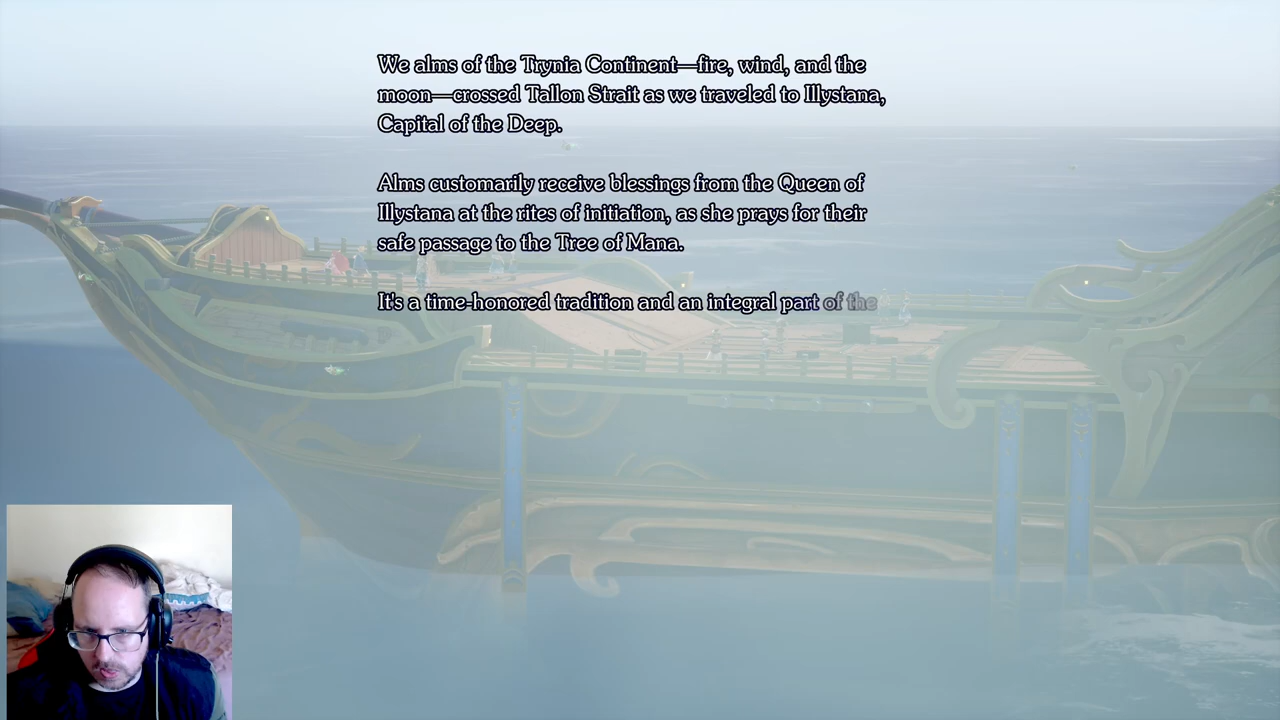 We alms of the Trynia Continent—fire, wind, and the
moon—crossed Tallon Strait as we traveled to Illystana,
Capital of the Deep.
Alms customarily receive blessings from the Queen of
Illystana at the rites of initiation, as she prays for their
safe passage to the Tree of Mana.
It's a time-honored tradition and an integral part of the